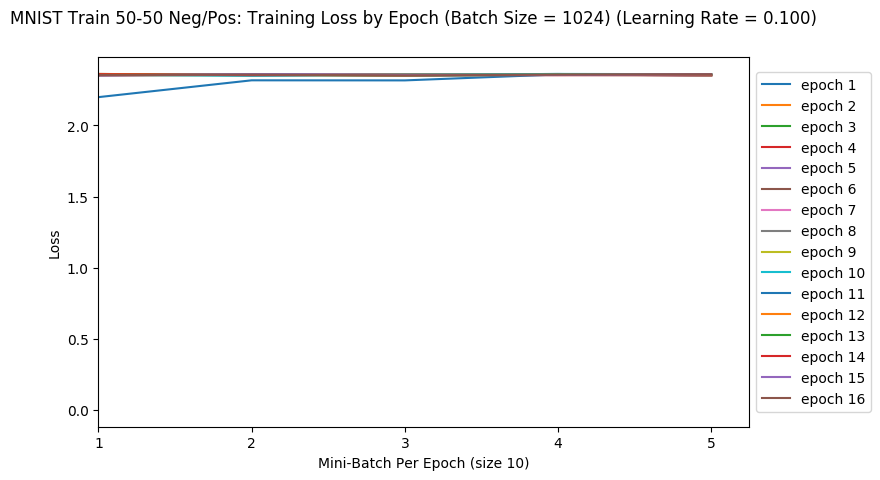 MNIST Train 50-50 Neg/Pos: Training Loss by Epoch (Batch Size = 1024) (Learning Rate = 0.100)
2.0
1.5
1.0
0.5
0.0
Loss
1 2 3 4 5
Mini-Batch Per Epoch (size 10)
epoch 1
epoch 2
epoch 3
epoch 4
epoch 5
epoch 6
epoch 7
epoch 8
epoch 9
epoch 10
epoch 11
epoch 12
epoch 13
epoch 14
epoch 15
epoch 16